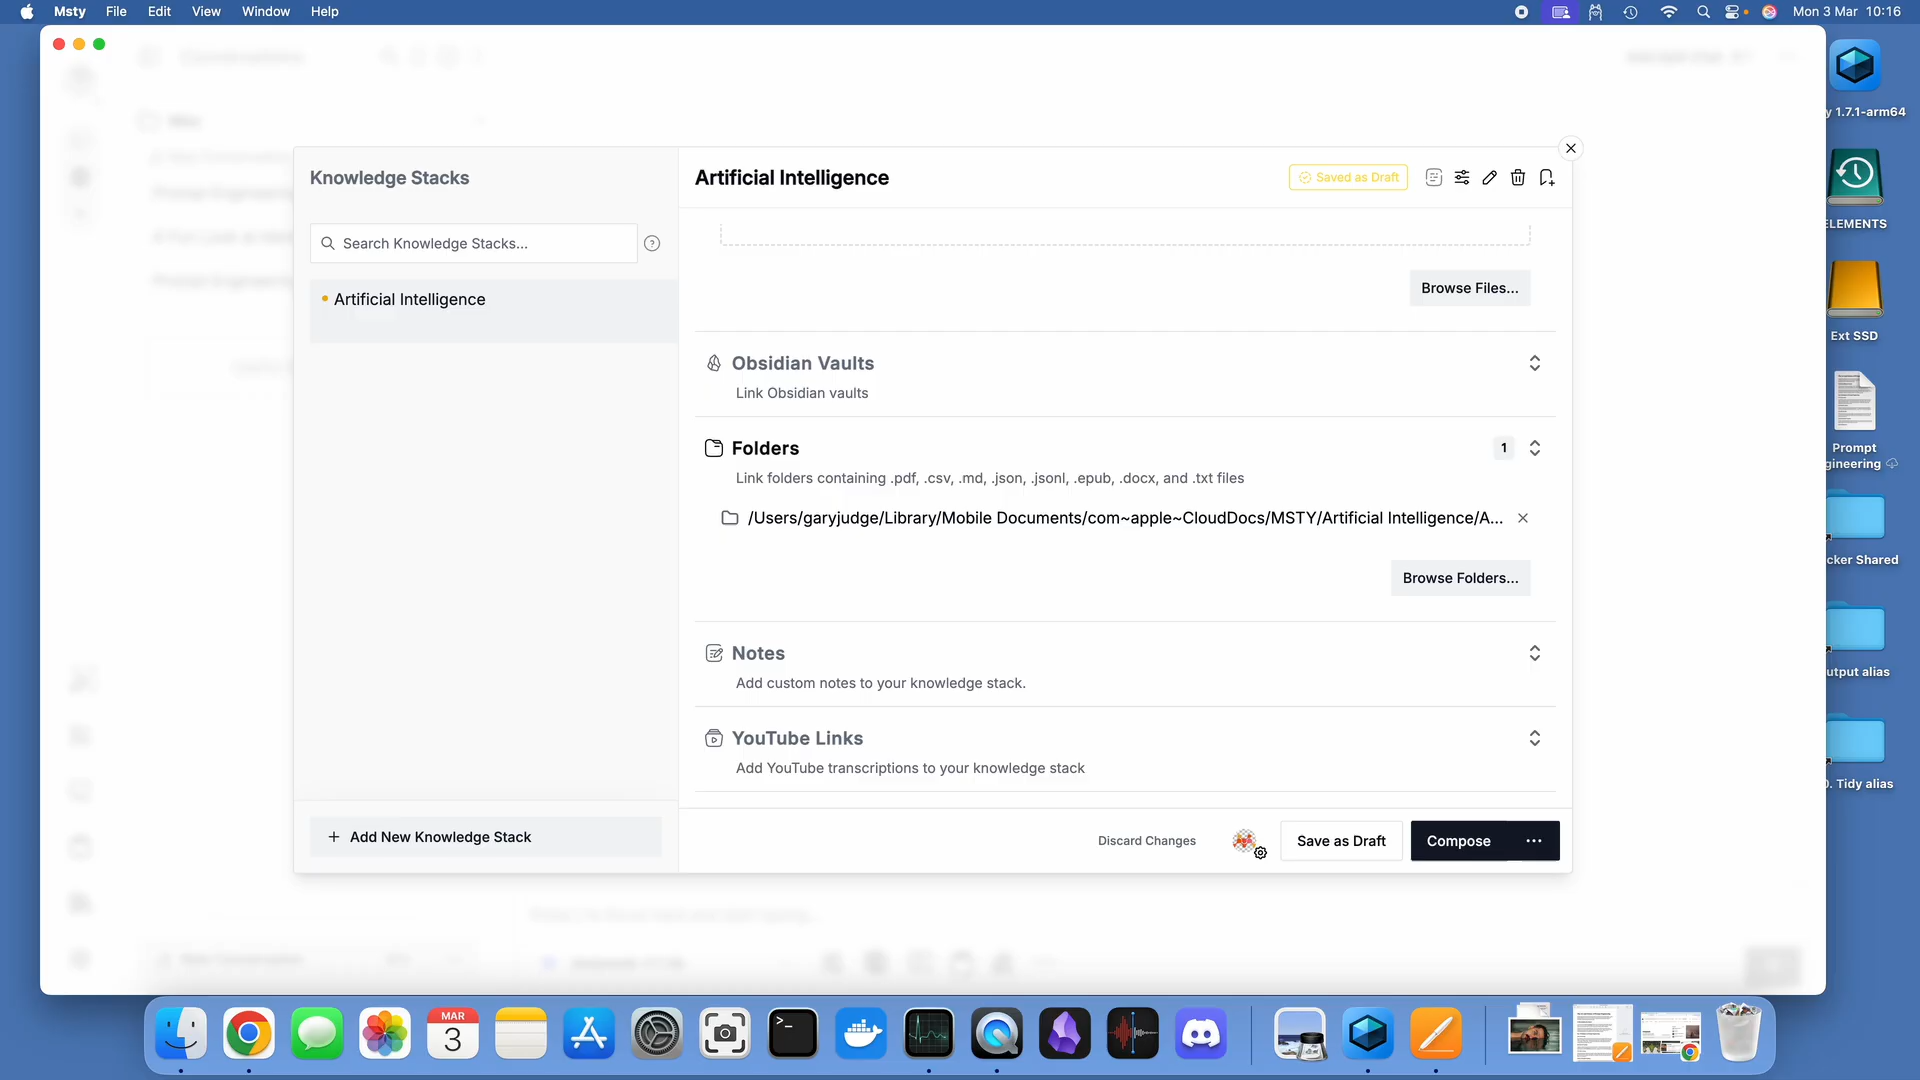 Msty File Edit View Window Help
Mon 3 Mar 10:16
Knowledge Stacks
Search Knowledge Stacks...
Artificial Intelligence
Add New Knowledge Stack
Artificial Intelligence
Saved as Draft
Browse Files...
Obsidian Vaults
Link Obsidian vaults
Folders
1
Link folders containing .pdf, .csv, .md, .json, .jsonl, .epub, .docx, and .txt files
/Users/garyjudge/Library/Mobile Documents/com~apple~CloudDocs/MSTY/Artificial Intelligence/A...
Browse Folders...
Notes
Add custom notes to your knowledge stack.
YouTube Links
Add YouTube transcriptions to your knowledge stack
Discard Changes
Save as Draft
Compose
y 1.7.1-arm64
ELEMENTS
Ext SSD
Prompt
gineering
cker Shared
utput alias
0. Tidy alias
MAR
3